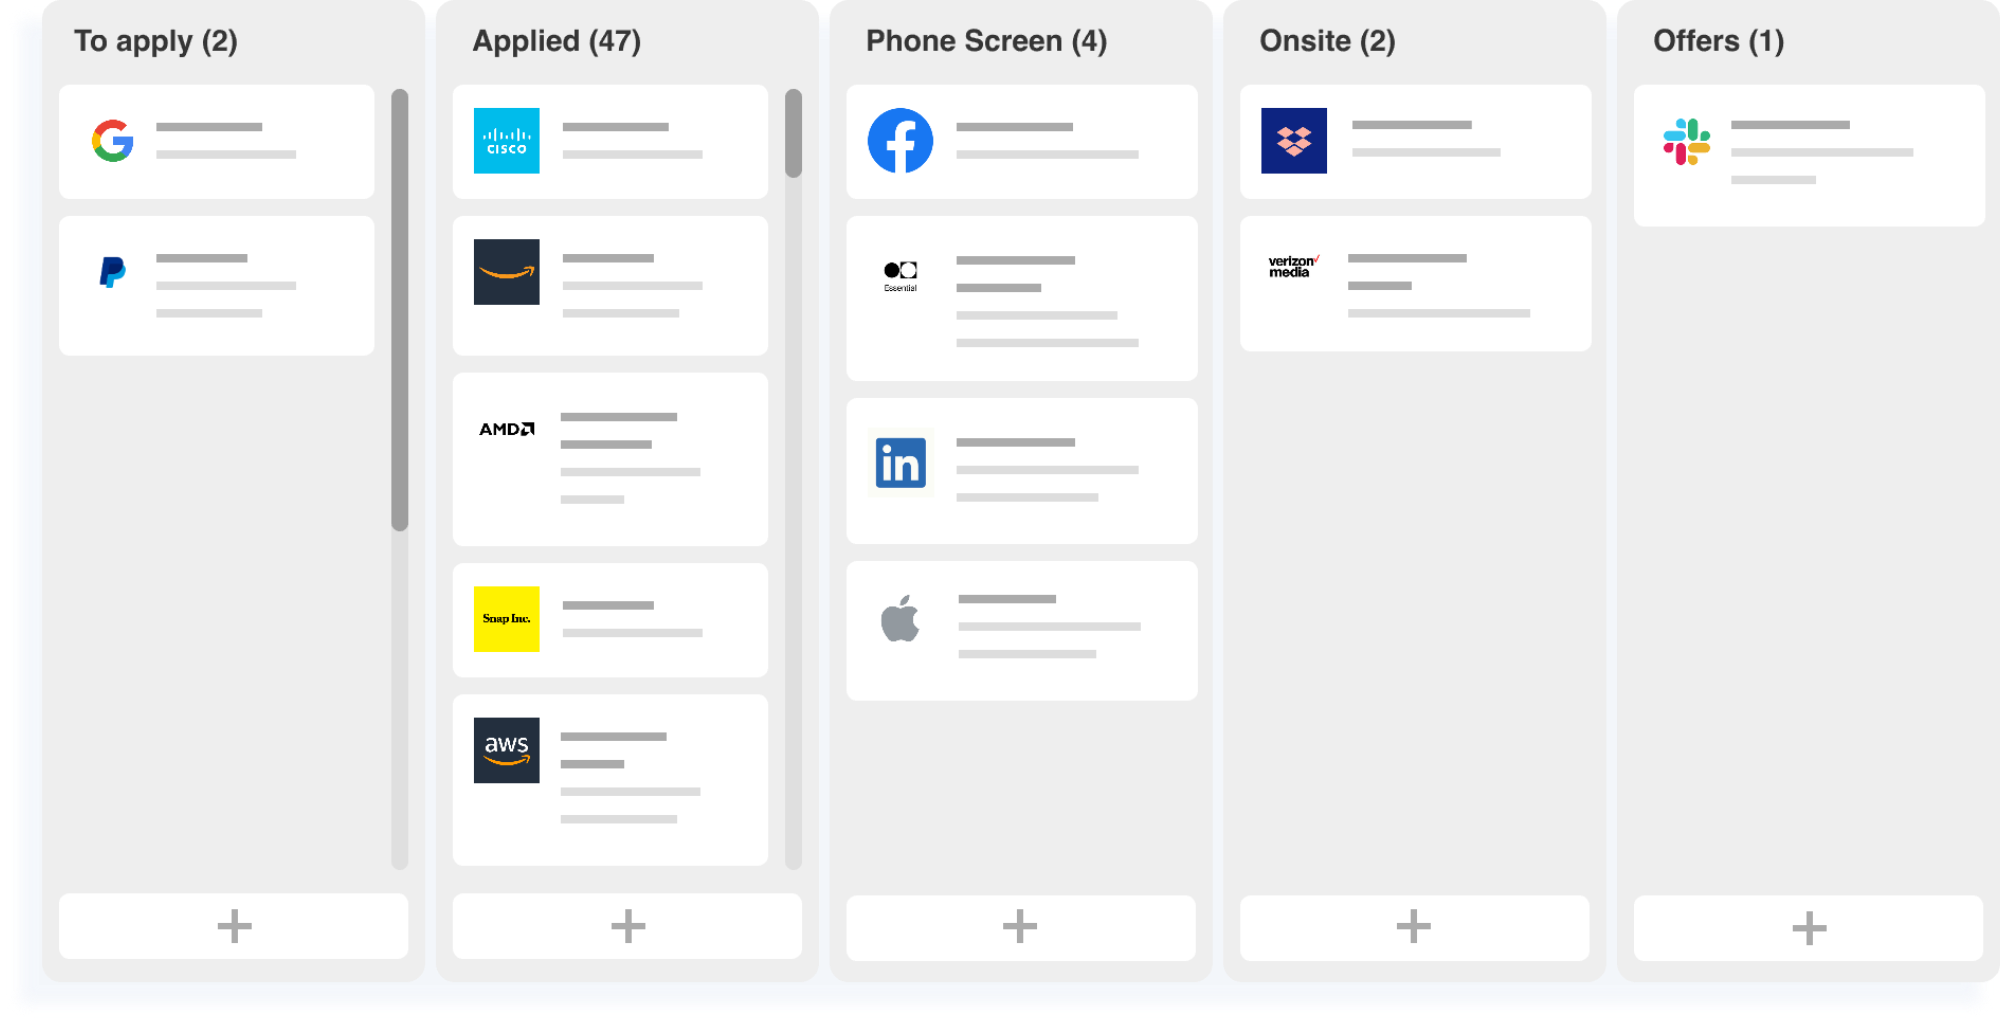 To apply (2)
Applied (47)
CISCO
AMD
Snap Inc.
aws
Phone Screen (4)
Essential
in
Onsite (2)
verizon
media
Offers (1)